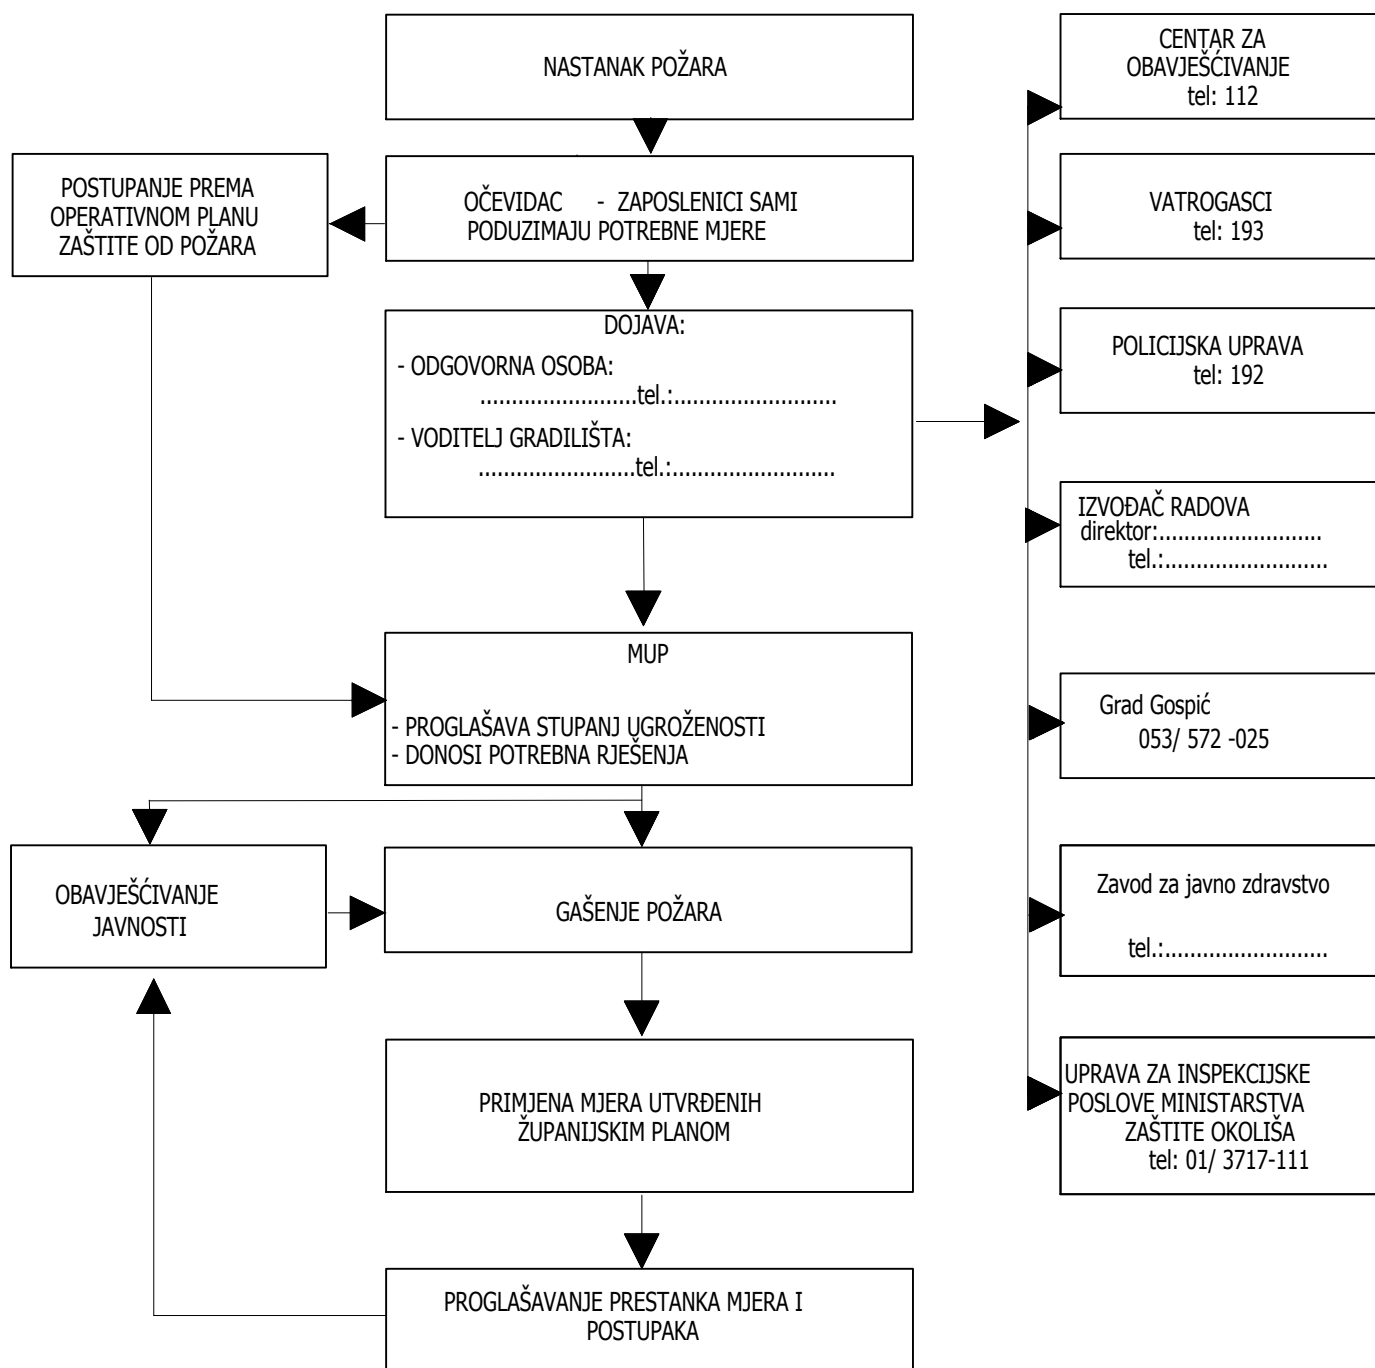 NASTANAK POŽARA
OČEVIDAC - ZAPOSLENICI SAMI
PODUZIMAJU POTREBNE MJERE
POSTUPANJE PREMA
OPERATIVNOM PLANU
ZAŠTITE OD POŽARA
DOJAVA:
- ODGOVORNA OSOBA:
.........................tel.:..........................
- VODITELJ GRADILIŠTA:
.........................tel.:..........................
MUP
- PROGLAŠAVA STUPANJ UGROŽENOSTI
- DONOSI POTREBNA RJEŠENJA
OBAVJEŠĆIVANJE
JAVNOSTI
GAŠENJE POŽARA
PRIMJENA MJERA UTVRĐENIH
ŽUPANIJSKIM PLANOM
PROGLAŠAVANJE PRESTANKA MJERA I
POSTUPAKA
CENTAR ZA
OBAVJEŠĆIVANJE
tel: 112
VATROGASCI
tel: 193
POLICIJSKA UPRAVA
tel: 192
IZVOĐAČ RADOVA
direktor:..........................
tel.:..........................
Grad Gospić
053/ 572 -025
Zavod za javno zdravstvo
tel.:..........................
UPRAVA ZA INSPEKCIJSKE
POSLOVE MINISTARSTVA
ZAŠTITE OKOLIŠA
tel: 01/ 3717-111